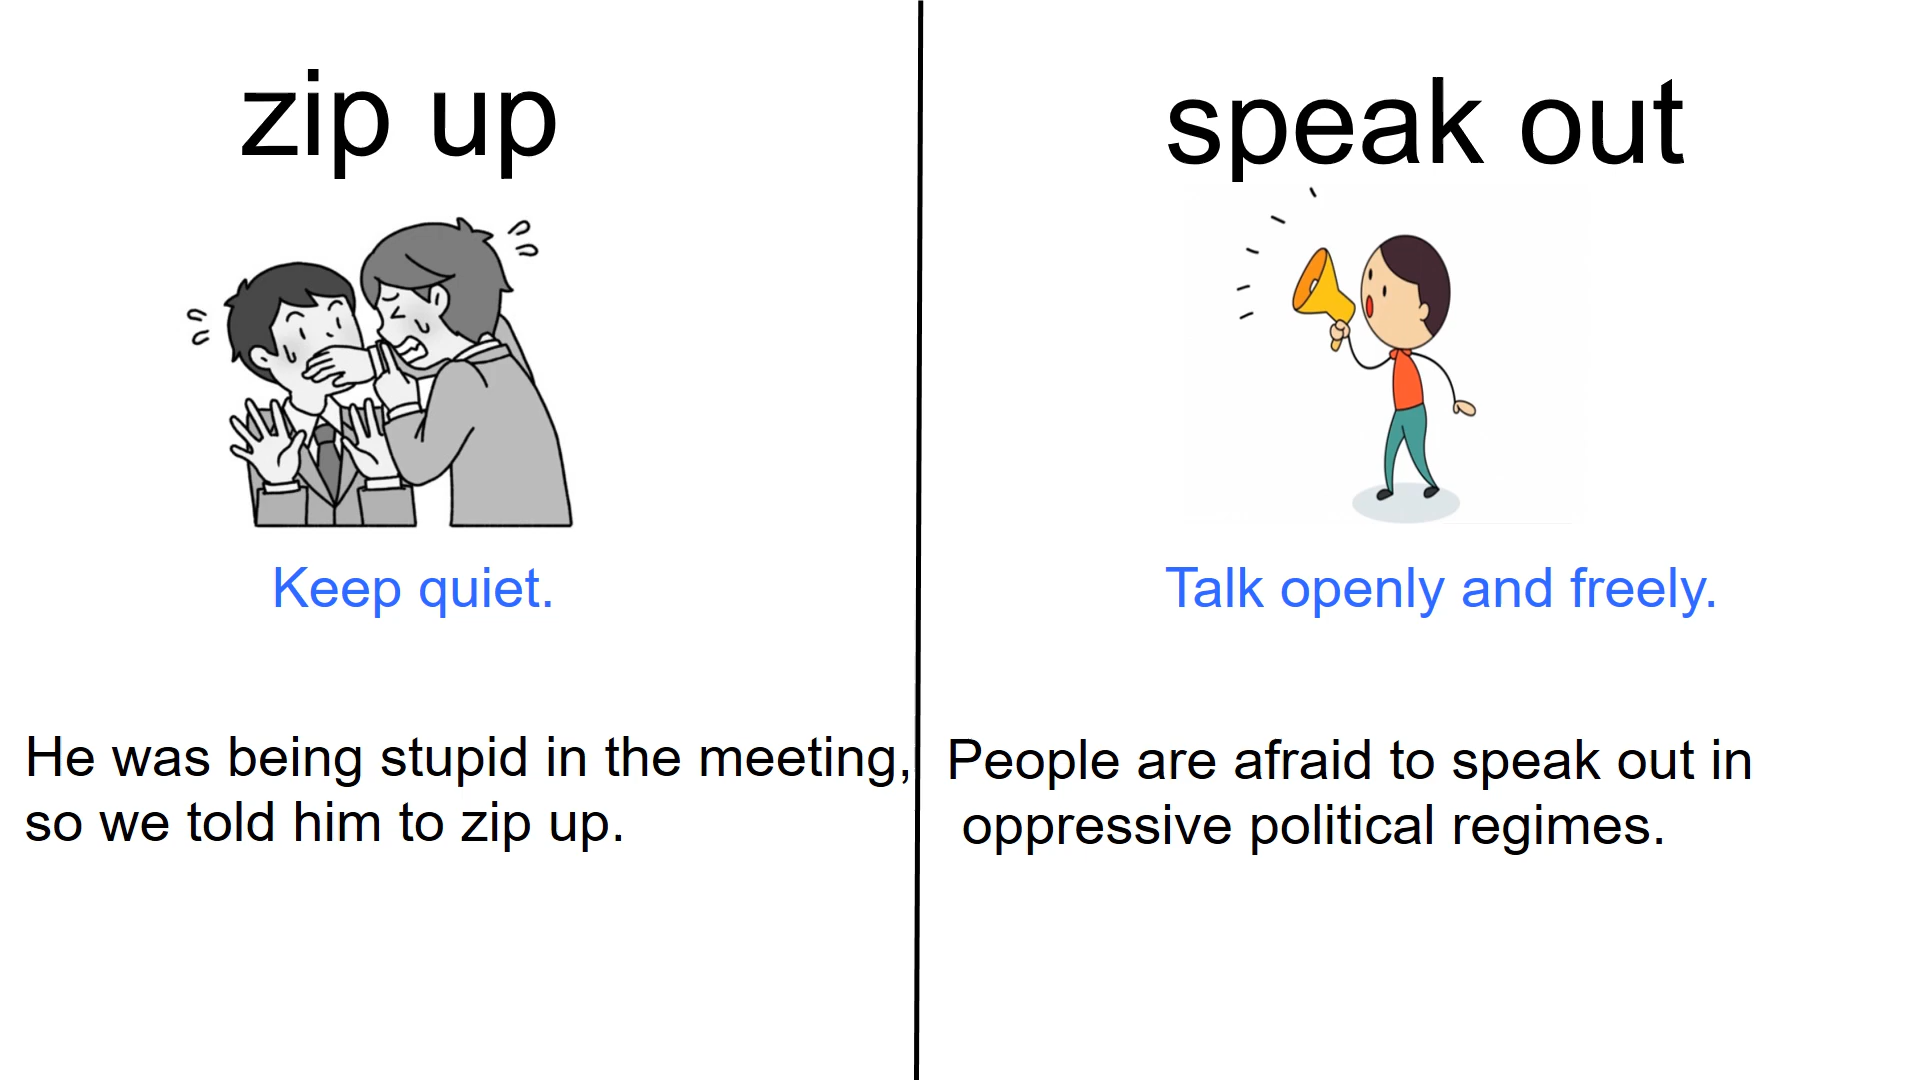 zip up
Keep quiet.
He was being stupid in the meeting,
so we told him to zip up.
speak out
Talk openly and freely.
People are afraid to speak out in
oppressive political regimes.